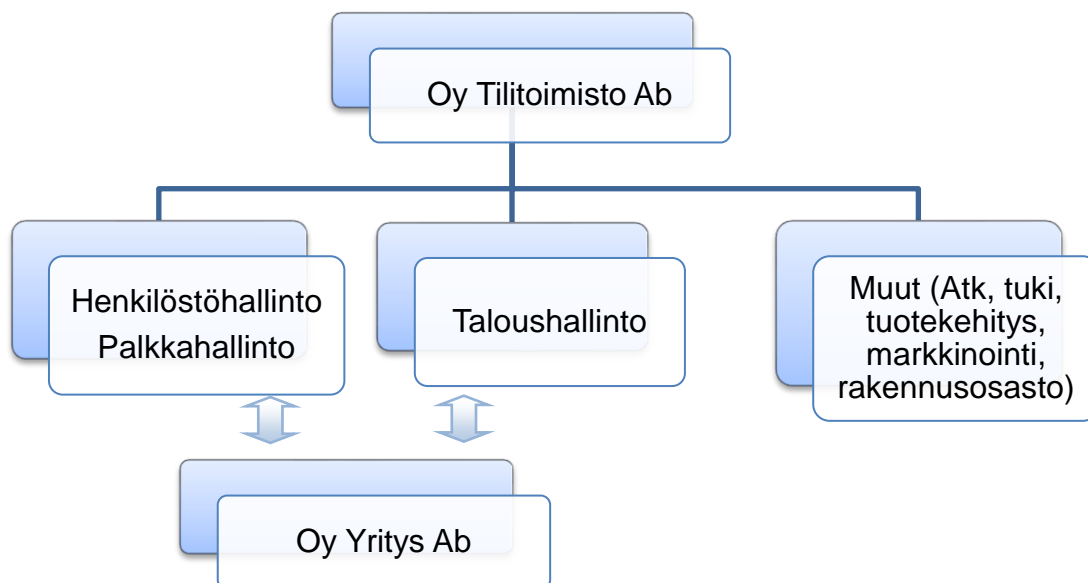 Oy Tilitoimisto Ab
Henkilöstöhallinto
Palkkahallinto
Taloushallinto
Muut (Atk, tuki,
tuotekehitys,
markkinointi,
rakennusosasto)
Oy Yritys Ab